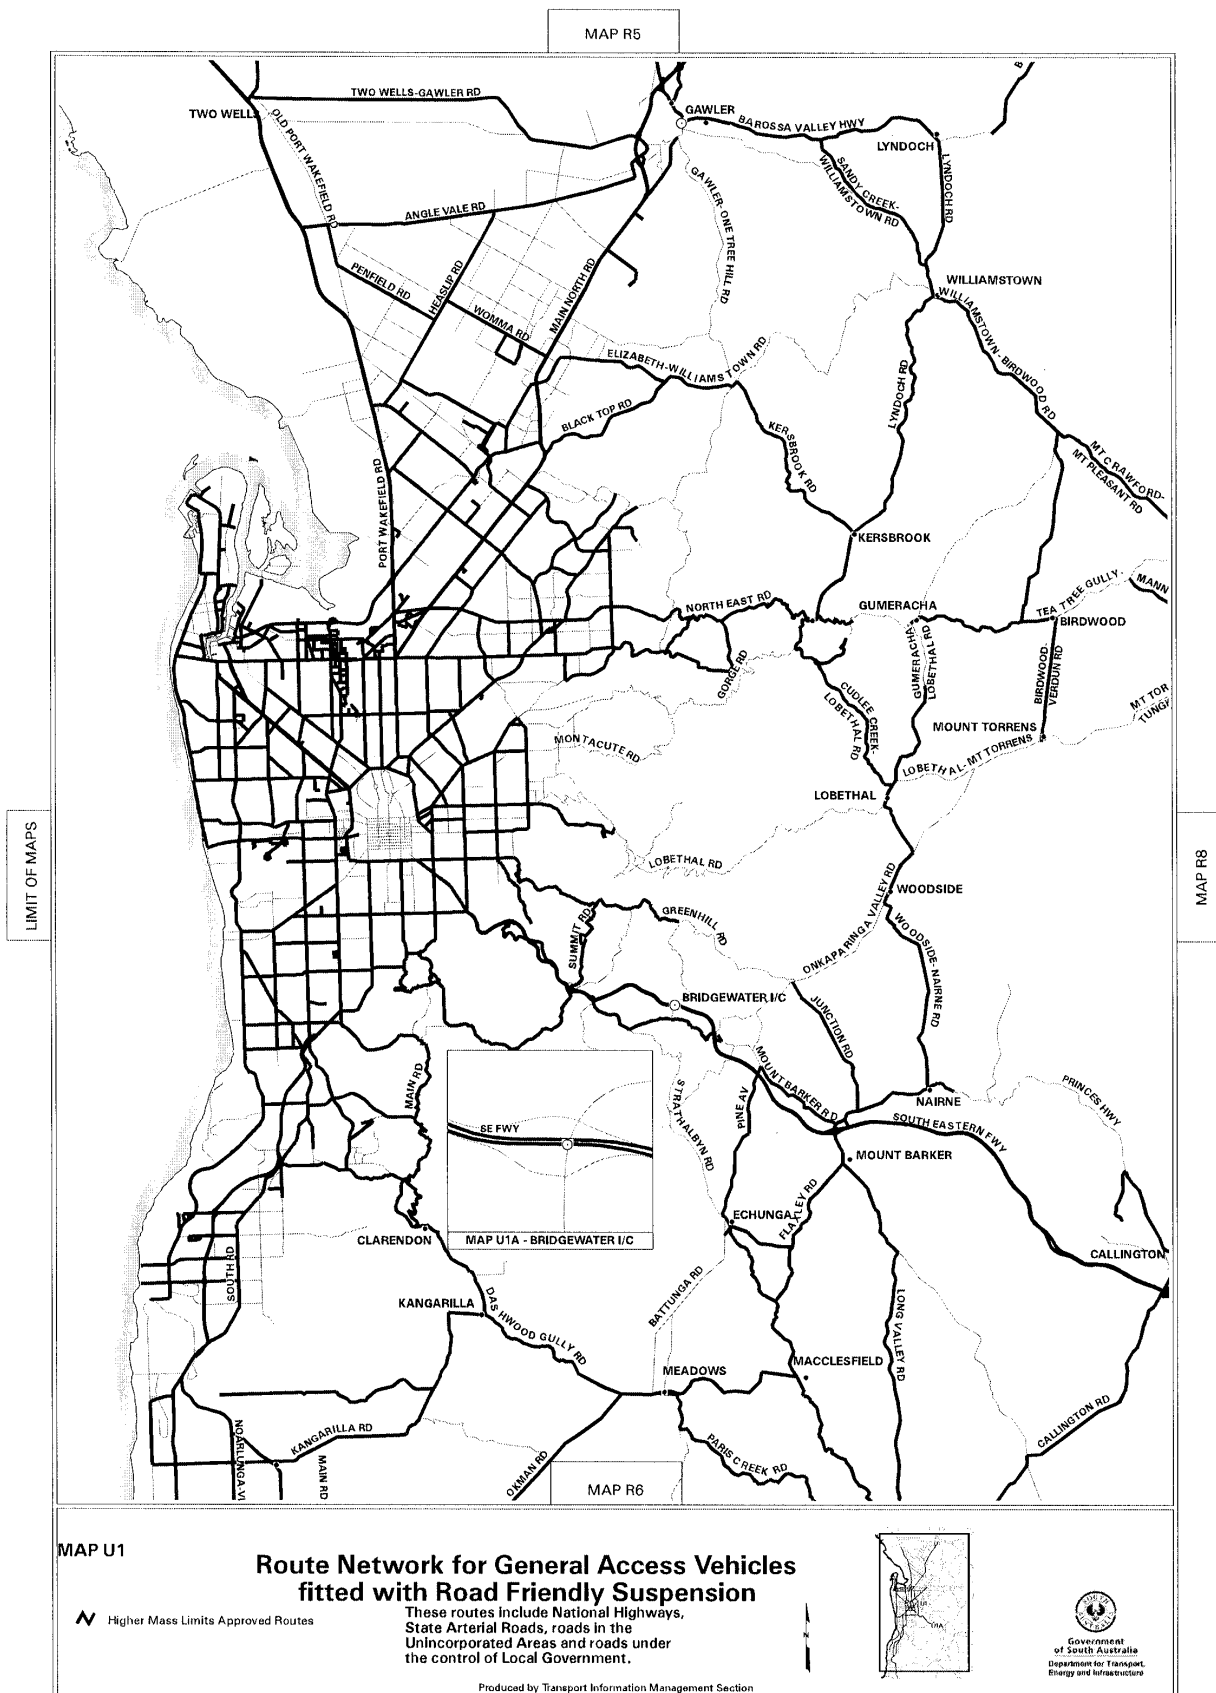 MAP R5
TWO WELLS-GAWLER RD
TWO WELLS
OLD PORT WAKEFIELD RD
GAWLER
BAROSSA VALLEY HWY
LYNDOCH
LYNDOCH RD
SANDY CREEK-
WILLIAMSTOWN RD
GAWLER-ONE TREE HILL RD
ANGLE VALE RD
PENFIELD RD
HEASLIP RD
WOMMA RD
MAIN NORTH RD
WILLIAMSTOWN
WILLIAMSTOWN - BIRDWOOD RD
ELIZABETH-WILLIAMSTOWN RD
BLACK TOP RD
LYNDOCH RD
KERSBROOK RD
MT CRAWFORD-
MT PLEASANT RD
PORT WAKEFIELD RD
KERSBROOK
NORTH EAST RD
GUMERACHA
TEA TREE GULLY-
MANN
BIRDWOOD
GUMERACHA
LOBETHAL RD
BIRDWOOD-
VERDUN RD
GORGE RD
CUDLEE CREEK-
LOBETHAL RD
MT TOR
TUNG
MONTACUTE RD
MOUNT TORRENS
LOBETHAL-MT TORRENS
LOBETHAL
LIMIT OF MAPS
MAP R8
LOBETHAL RD
WOODSIDE
ONKAPARINGA VALLEY RD
WOODSIDE-NAIRNE RD
GREENHILL RD
SUMMIT RD
BRIDGEWATER I/C
JUNCTION RD
MOUNT BARKER RD
MAIN RD
STRATHALBYN RD
PINE AV
NAIRNE
PRINCES HWY
SOUTH EASTERN FWY
SE FWY
MOUNT BARKER
MAP U1A - BRIDGEWATER I/C
ECHUNGA
FLAXLEY RD
CLARENDON
CALLINGTON
SOUTH RD
BATTUNGA RD
KANGARILLA
DASHWOOD GULLY RD
LONG VALLEY RD
MACCLESFIELD
MEADOWS
KANGARILLA RD
NOARLUNGA-VI
MAIN RD
PARIS CREEK RD
CALLINGTON RD
MAP R6
MAP U1
Route Network for General Access Vehicles
fitted with Road Friendly Suspension
Higher Mass Limits Approved Routes
These routes include National Highways,
State Arterial Roads, roads in the
Unincorporated Areas and roads under
the control of Local Government.
N
SOUTH
AUSTRALIA
Government
of South Australia
Department for Transport,
Energy and Infrastructure
Produced by Transport Information Management Section